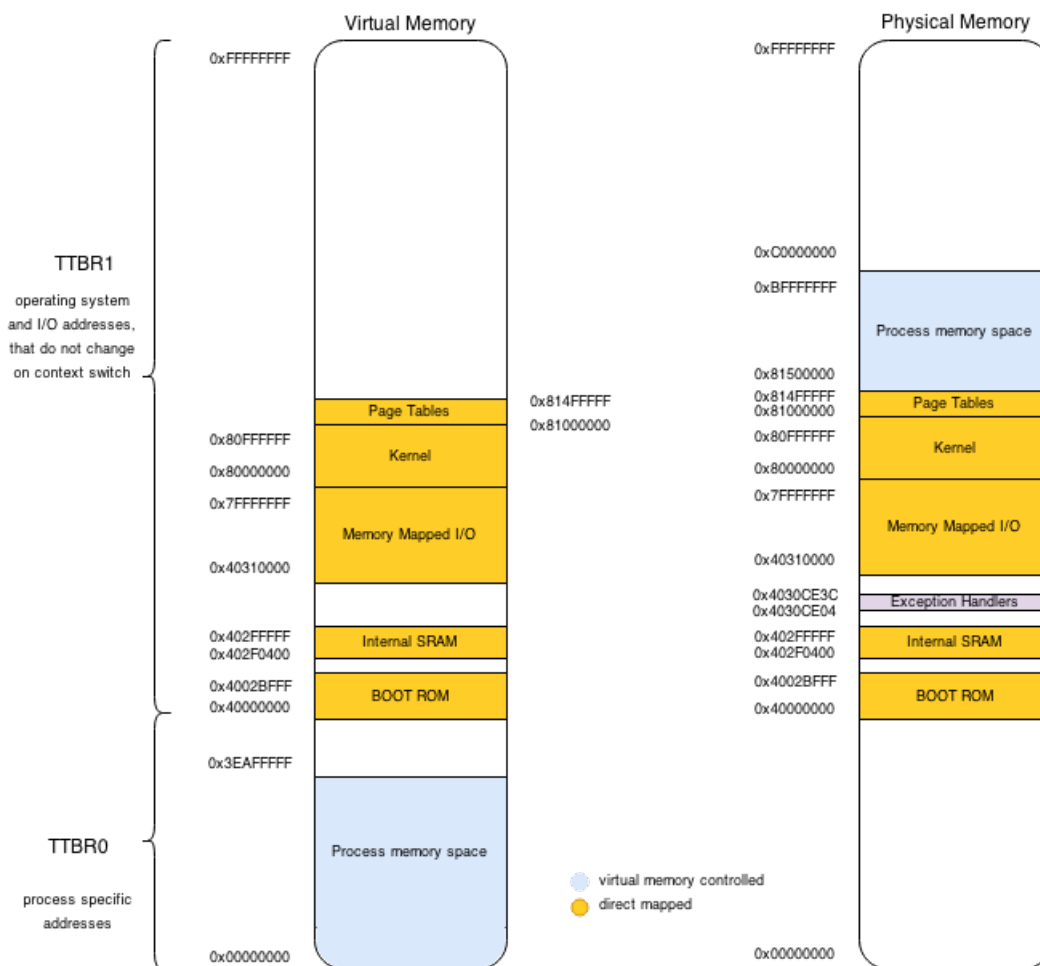 Virtual Memory
Physical Memory
0xFFFFFFFF
0xFFFFFFFF
TTBR1
operating system
and I/O addresses,
that do not change
on context switch
0xC0000000
0xBFFFFFFF
Process memory space
0x81500000
Page Tables
0x814FFFFF
0x81000000
0x814FFFFF
0x81000000
Page Tables
0x80FFFFFF
Kernel
0x80000000
0x80FFFFFF
Kernel
0x80000000
0x7FFFFFFF
Memory Mapped I/O
0x40310000
0x7FFFFFFF
Memory Mapped I/O
0x40310000
0x4030CE3C
Exception Handlers
0x4030CE04
0x402FFFFF
Internal SRAM
0x402F0400
0x402FFFFF
Internal SRAM
0x402F0400
0x4002BFFF
BOOT ROM
0x40000000
0x4002BFFF
BOOT ROM
0x40000000
0x3EAFFFFF
TTBR0
process specific
addresses
Process memory space
virtual memory controlled
direct mapped
0x00000000
0x00000000